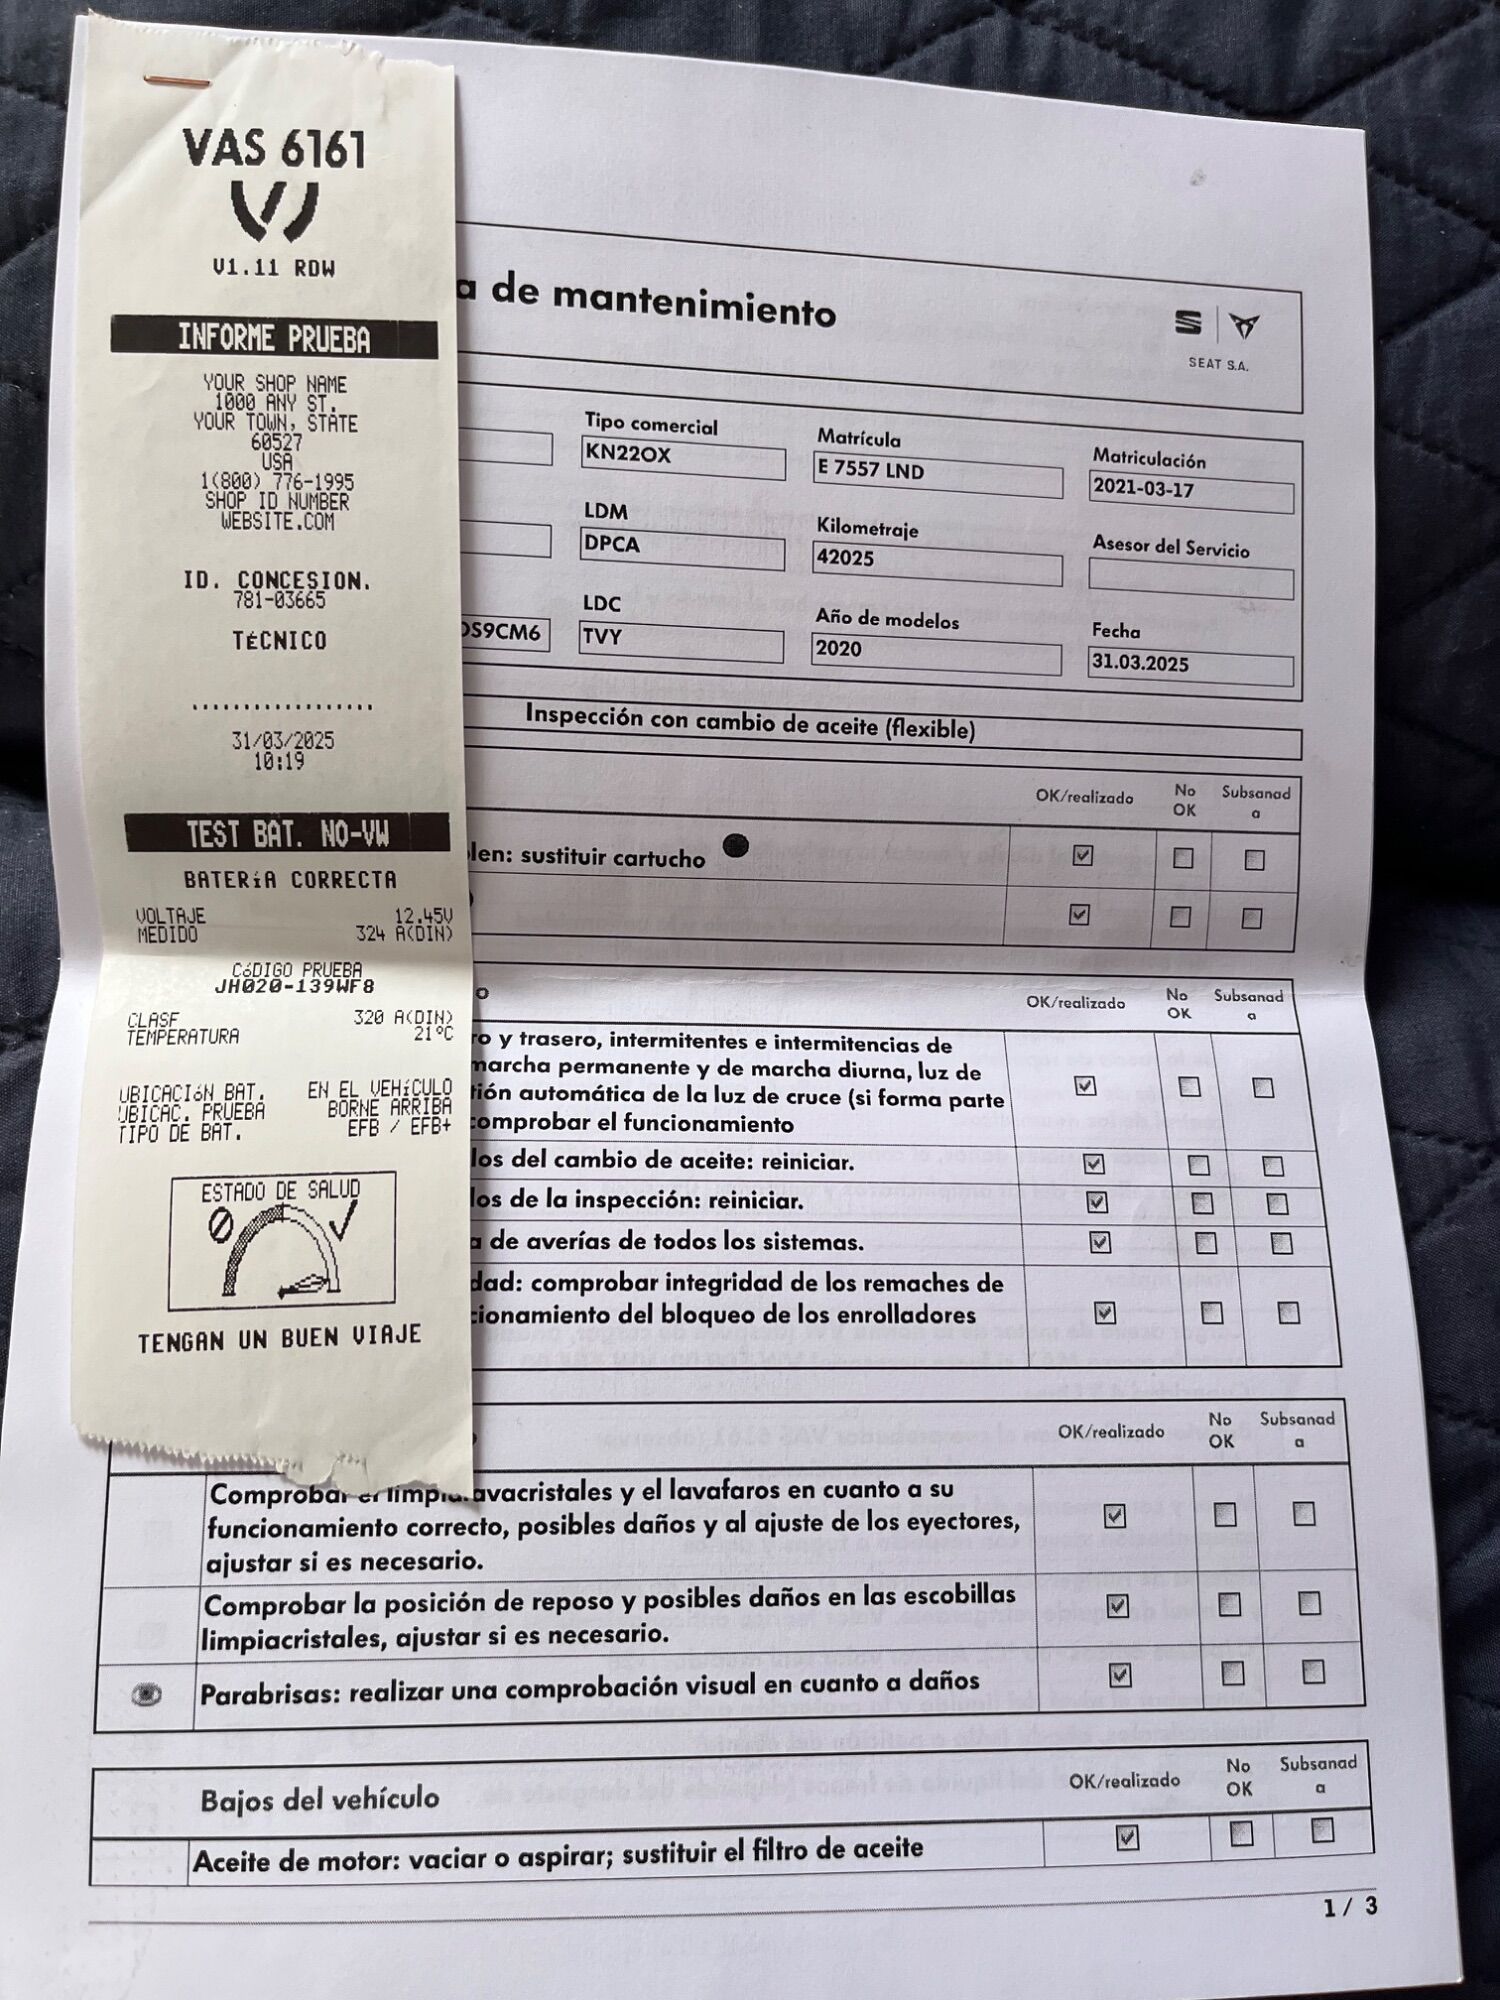 VAS 6161
V1.11 RDW
INFORME PRUEBA
YOUR SHOP NAME
1000 ANY ST.
YOUR TOWN, STATE
60527
USA
1(800) 776-1995
SHOP ID NUMBER
WEBSITE.COM
ID. CONCESION.
781-03665
TÉCNICO
..................
31/03/2025
10:19
TEST BAT. NO-VW
BATERíA CORRECTA
VOLTAJE 12.45V
MEDIDO 324 A(DIN)
CóDIGO PRUEBA
JH020-139WF8
CLASF 320 A(DIN)
TEMPERATURA 21°C
UBICACIóN BAT. EN EL VEHíCULO
UBICAC. PRUEBA BORNE ARRIBA
TIPO DE BAT. EFB / EFB+
ESTADO DE SALUD
TENGAN UN BUEN VIAJE
a de mantenimiento
SEAT S.A.
Tipo comercial Matrícula Matriculación
KN22OX E 7557 LND 2021-03-17
LDM Kilometraje Asesor del Servicio
DPCA 42025
LDC Año de modelos Fecha
DS9CM6 TVY 2020 31.03.2025
Inspección con cambio de aceite (flexible)
OK/realizado No OK Subsanad a
len: sustituir cartucho
o OK/realizado No OK Subsanad a
ro y trasero, intermitentes e intermitencias de
marcha permanente y de marcha diurna, luz de
tión automática de la luz de cruce (si forma parte
comprobar el funcionamiento
los del cambio de aceite: reiniciar.
los de la inspección: reiniciar.
a de averías de todos los sistemas.
dad: comprobar integridad de los remaches de
cionamiento del bloqueo de los enrolladores
OK/realizado No OK Subsanad a
Comprobar el limpiavacristales y el lavafaros en cuanto a su
funcionamiento correcto, posibles daños y al ajuste de los eyectores,
ajustar si es necesario.
Comprobar la posición de reposo y posibles daños en las escobillas
limpiacristales, ajustar si es necesario.
Parabrisas: realizar una comprobación visual en cuanto a daños
Bajos del vehículo OK/realizado No OK Subsanad a
Aceite de motor: vaciar o aspirar; sustituir el filtro de aceite
1 / 3